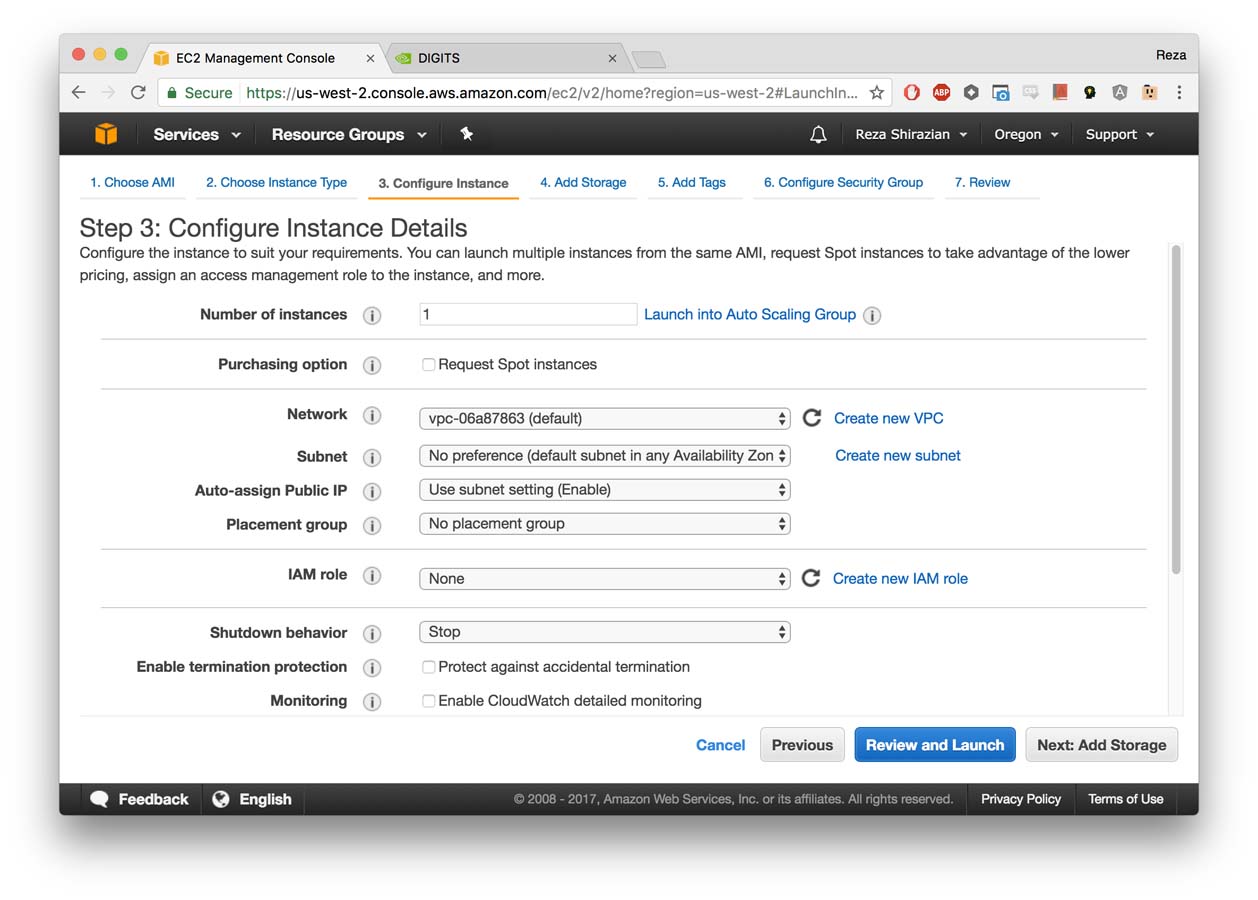 EC2 Management Console
DIGITS
Reza
Secure https://us-west-2.console.aws.amazon.com/ec2/v2/home?region=us-west-2#LaunchIn...
ABP
CSS
A
Services Resource Groups Reza Shirazian Oregon Support
1. Choose AMI 2. Choose Instance Type 3. Configure Instance 4. Add Storage 5. Add Tags 6. Configure Security Group 7. Review
Step 3: Configure Instance Details
Configure the instance to suit your requirements. You can launch multiple instances from the same AMI, request Spot instances to take advantage of the lower
pricing, assign an access management role to the instance, and more.
Number of instances i 1 Launch into Auto Scaling Group i
Purchasing option i Request Spot instances
Network i vpc-06a87863 (default) Create new VPC
Subnet i No preference (default subnet in any Availability Zon Create new subnet
Auto-assign Public IP i Use subnet setting (Enable)
Placement group i No placement group
IAM role i None Create new IAM role
Shutdown behavior i Stop
Enable termination protection i Protect against accidental termination
Monitoring i Enable CloudWatch detailed monitoring
Cancel Previous Review and Launch Next: Add Storage
Feedback English © 2008 - 2017, Amazon Web Services, Inc. or its affiliates. All rights reserved. Privacy Policy Terms of Use